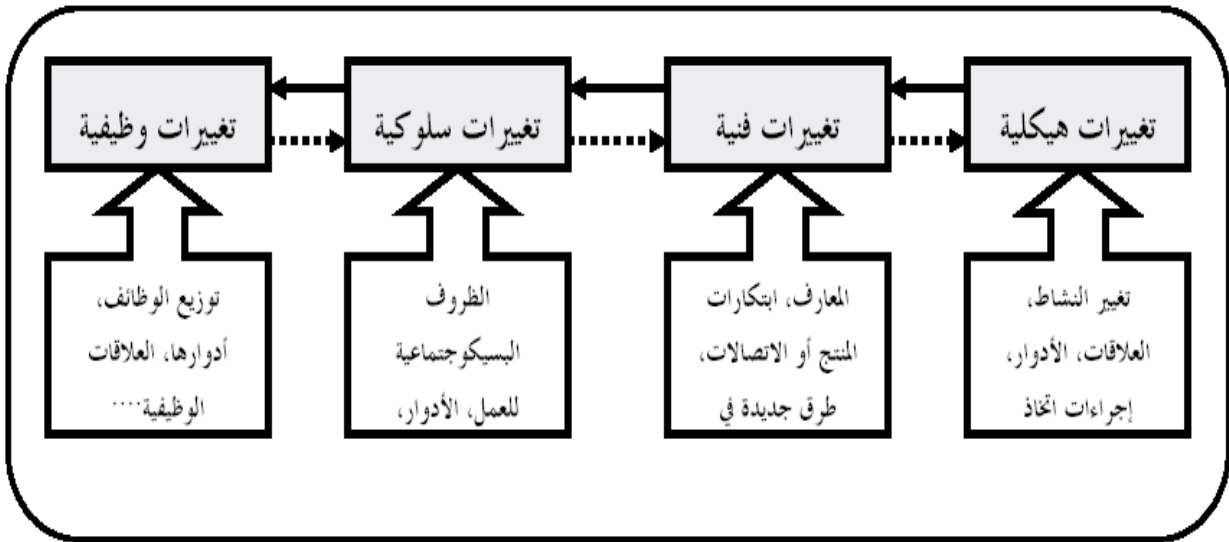 تغييرات هيكلية
تغييرات فنية
تغييرات سلوكية
تغييرات وظيفية
تغيير النشاط،
العلاقات، الأدوار،
إجراءات اتخاذ
المعارف، ابتكارات
المنتج أو الاتصالات،
طرق جديدة في
الظروف
البسيكوجتماعية
للعمل، الأدوار،
توزيع الوظائف،
أدوارها، العلاقات
الوظيفية....